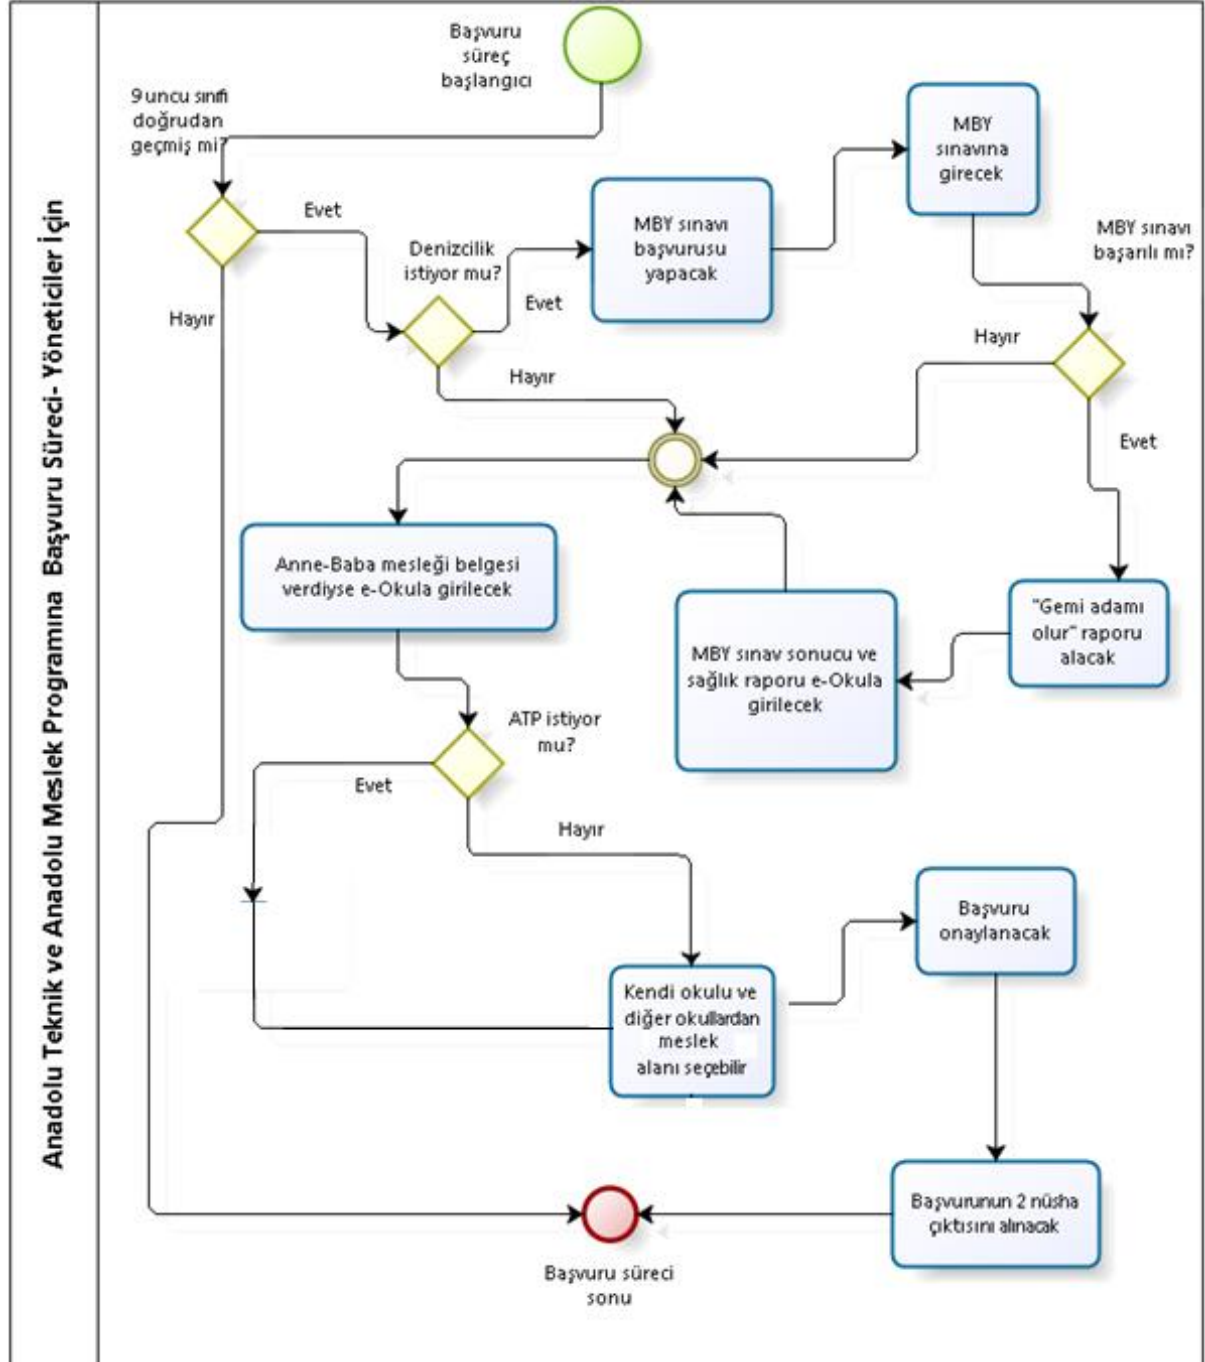 Anadolu Teknik ve Anadolu Meslek Programına Başvuru Süreci- Yöneticiler İçin
Başvuru
süreç
başlangıcı
9 uncu sınıfı
doğrudan
geçmiş mi?
Evet
Hayır
Denizcilik
istiyor mu?
Evet
Hayır
MBY sınavı
başvurusu
yapacak
MBY
sınavına
girecek
MBY sınavı
başarılı mı?
Hayır
Evet
"Gemi adamı
olur" raporu
alacak
MBY sınav sonucu ve
sağlık raporu e-Okula
girilecek
Anne-Baba mesleği belgesi
verdiyse e-Okula girilecek
ATP istiyor
mu?
Evet
Hayır
Kendi okulu ve
diğer okullardan
meslek
alanı seçebilir
Başvuru
onaylanacak
Başvurunun 2 nüsha
çıktısını alınacak
Başvuru süreci
sonu